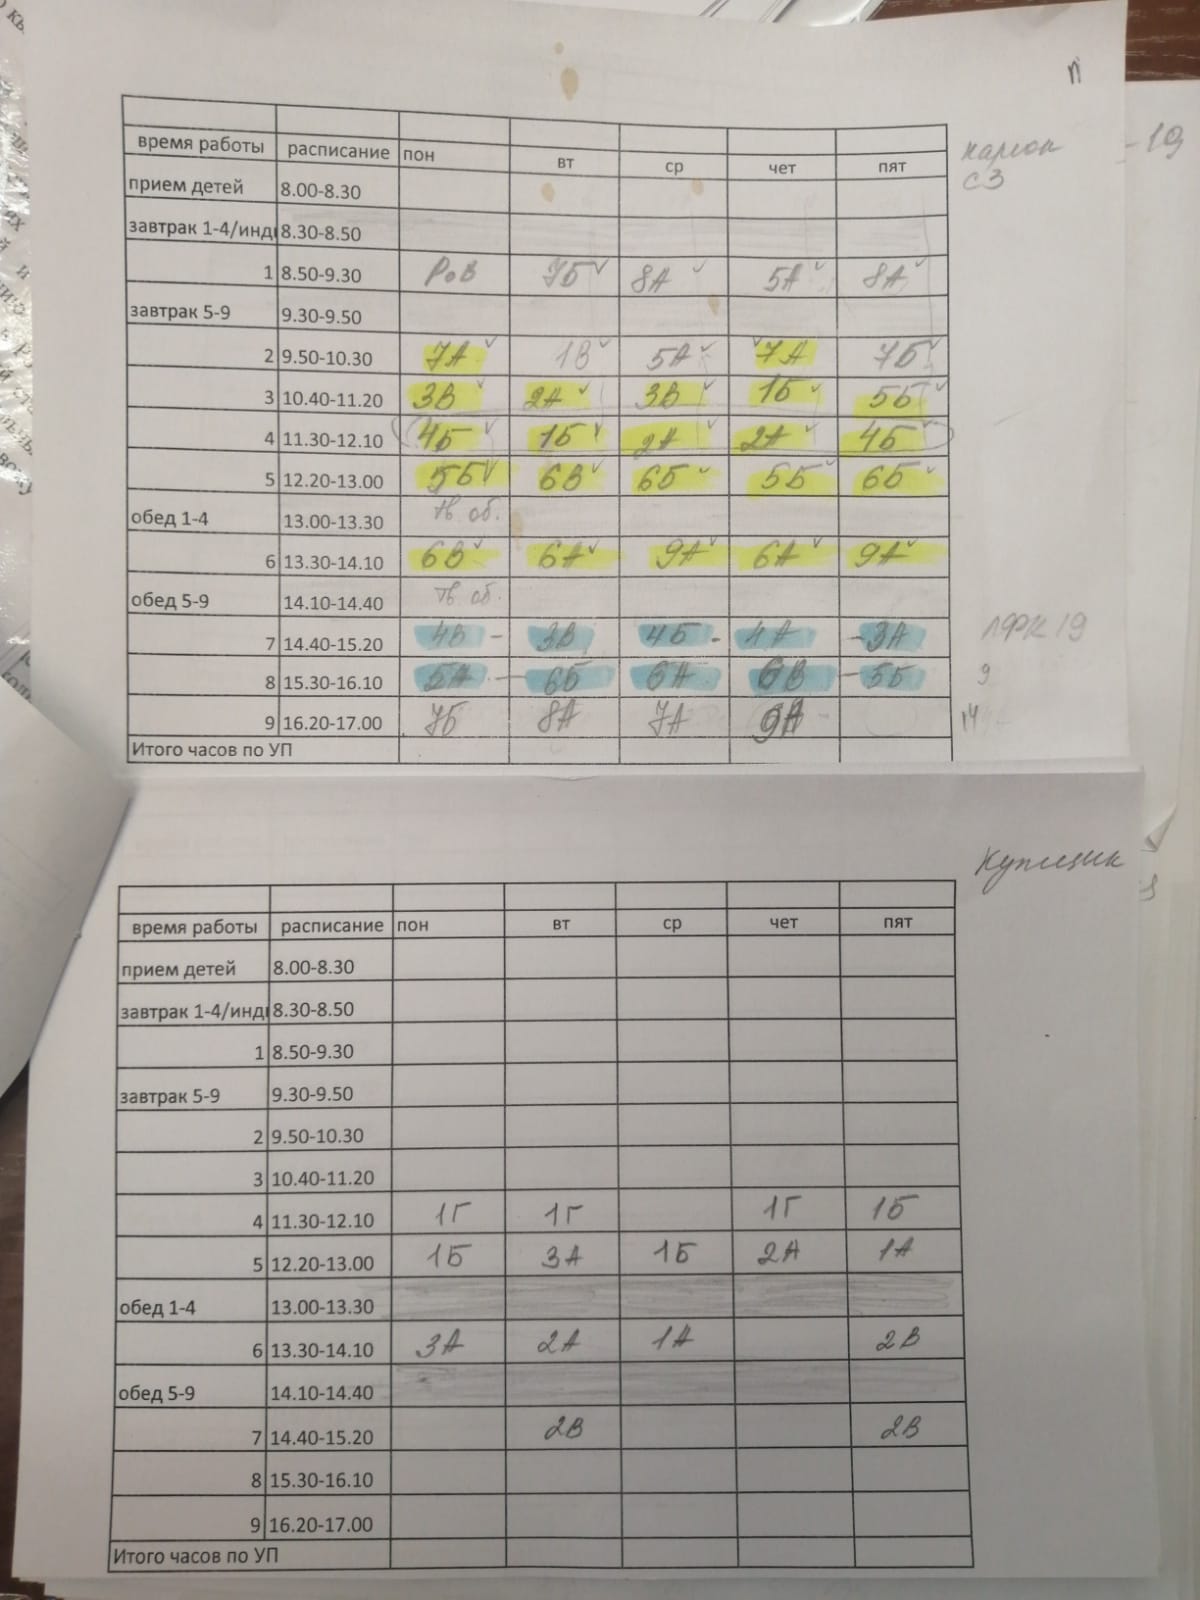 п
- 19
время работы расписание пон вт ср чет пят
с3
прием детей 8.00-8.30
завтрак 1-4/инд 8.30-8.50
1 8.50-9.30 РоВ 7Б 8А 5А 8А
завтрак 5-9 9.30-9.50
2 9.50-10.30 7А 1В 5А 7А 7Б
3 10.40-11.20 3В 2А 3В 1Б 5Б
4 11.30-12.10 4Б 1Б 2А 2А 4Б
5 12.20-13.00 5Б 6В 6Б 5Б 6Б
обед 1-4 13.00-13.30 тв об.
6 13.30-14.10 6В 6А 9А 6А 9А
обед 5-9 14.10-14.40 тв об.
7 14.40-15.20 4В - 3В 4Б - 4А - 3А ЛФК 19
8 15.30-16.10 5А - 6Б 6А 6В - 5Б 9
9 16.20-17.00 7Б 8А 7А 9А 14
Итого часов по УП
Купщик
время работы расписание пон вт ср чет пят
прием детей 8.00-8.30
завтрак 1-4/инд 8.30-8.50
1 8.50-9.30
завтрак 5-9 9.30-9.50
2 9.50-10.30
3 10.40-11.20
4 11.30-12.10 1Г 1Г 1Г 1Б
5 12.20-13.00 1Б 3А 1Б 2А 1А
обед 1-4 13.00-13.30
6 13.30-14.10 3А 2А 1А 2В
обед 5-9 14.10-14.40
7 14.40-15.20 2В 2В
8 15.30-16.10
9 16.20-17.00
Итого часов по УП